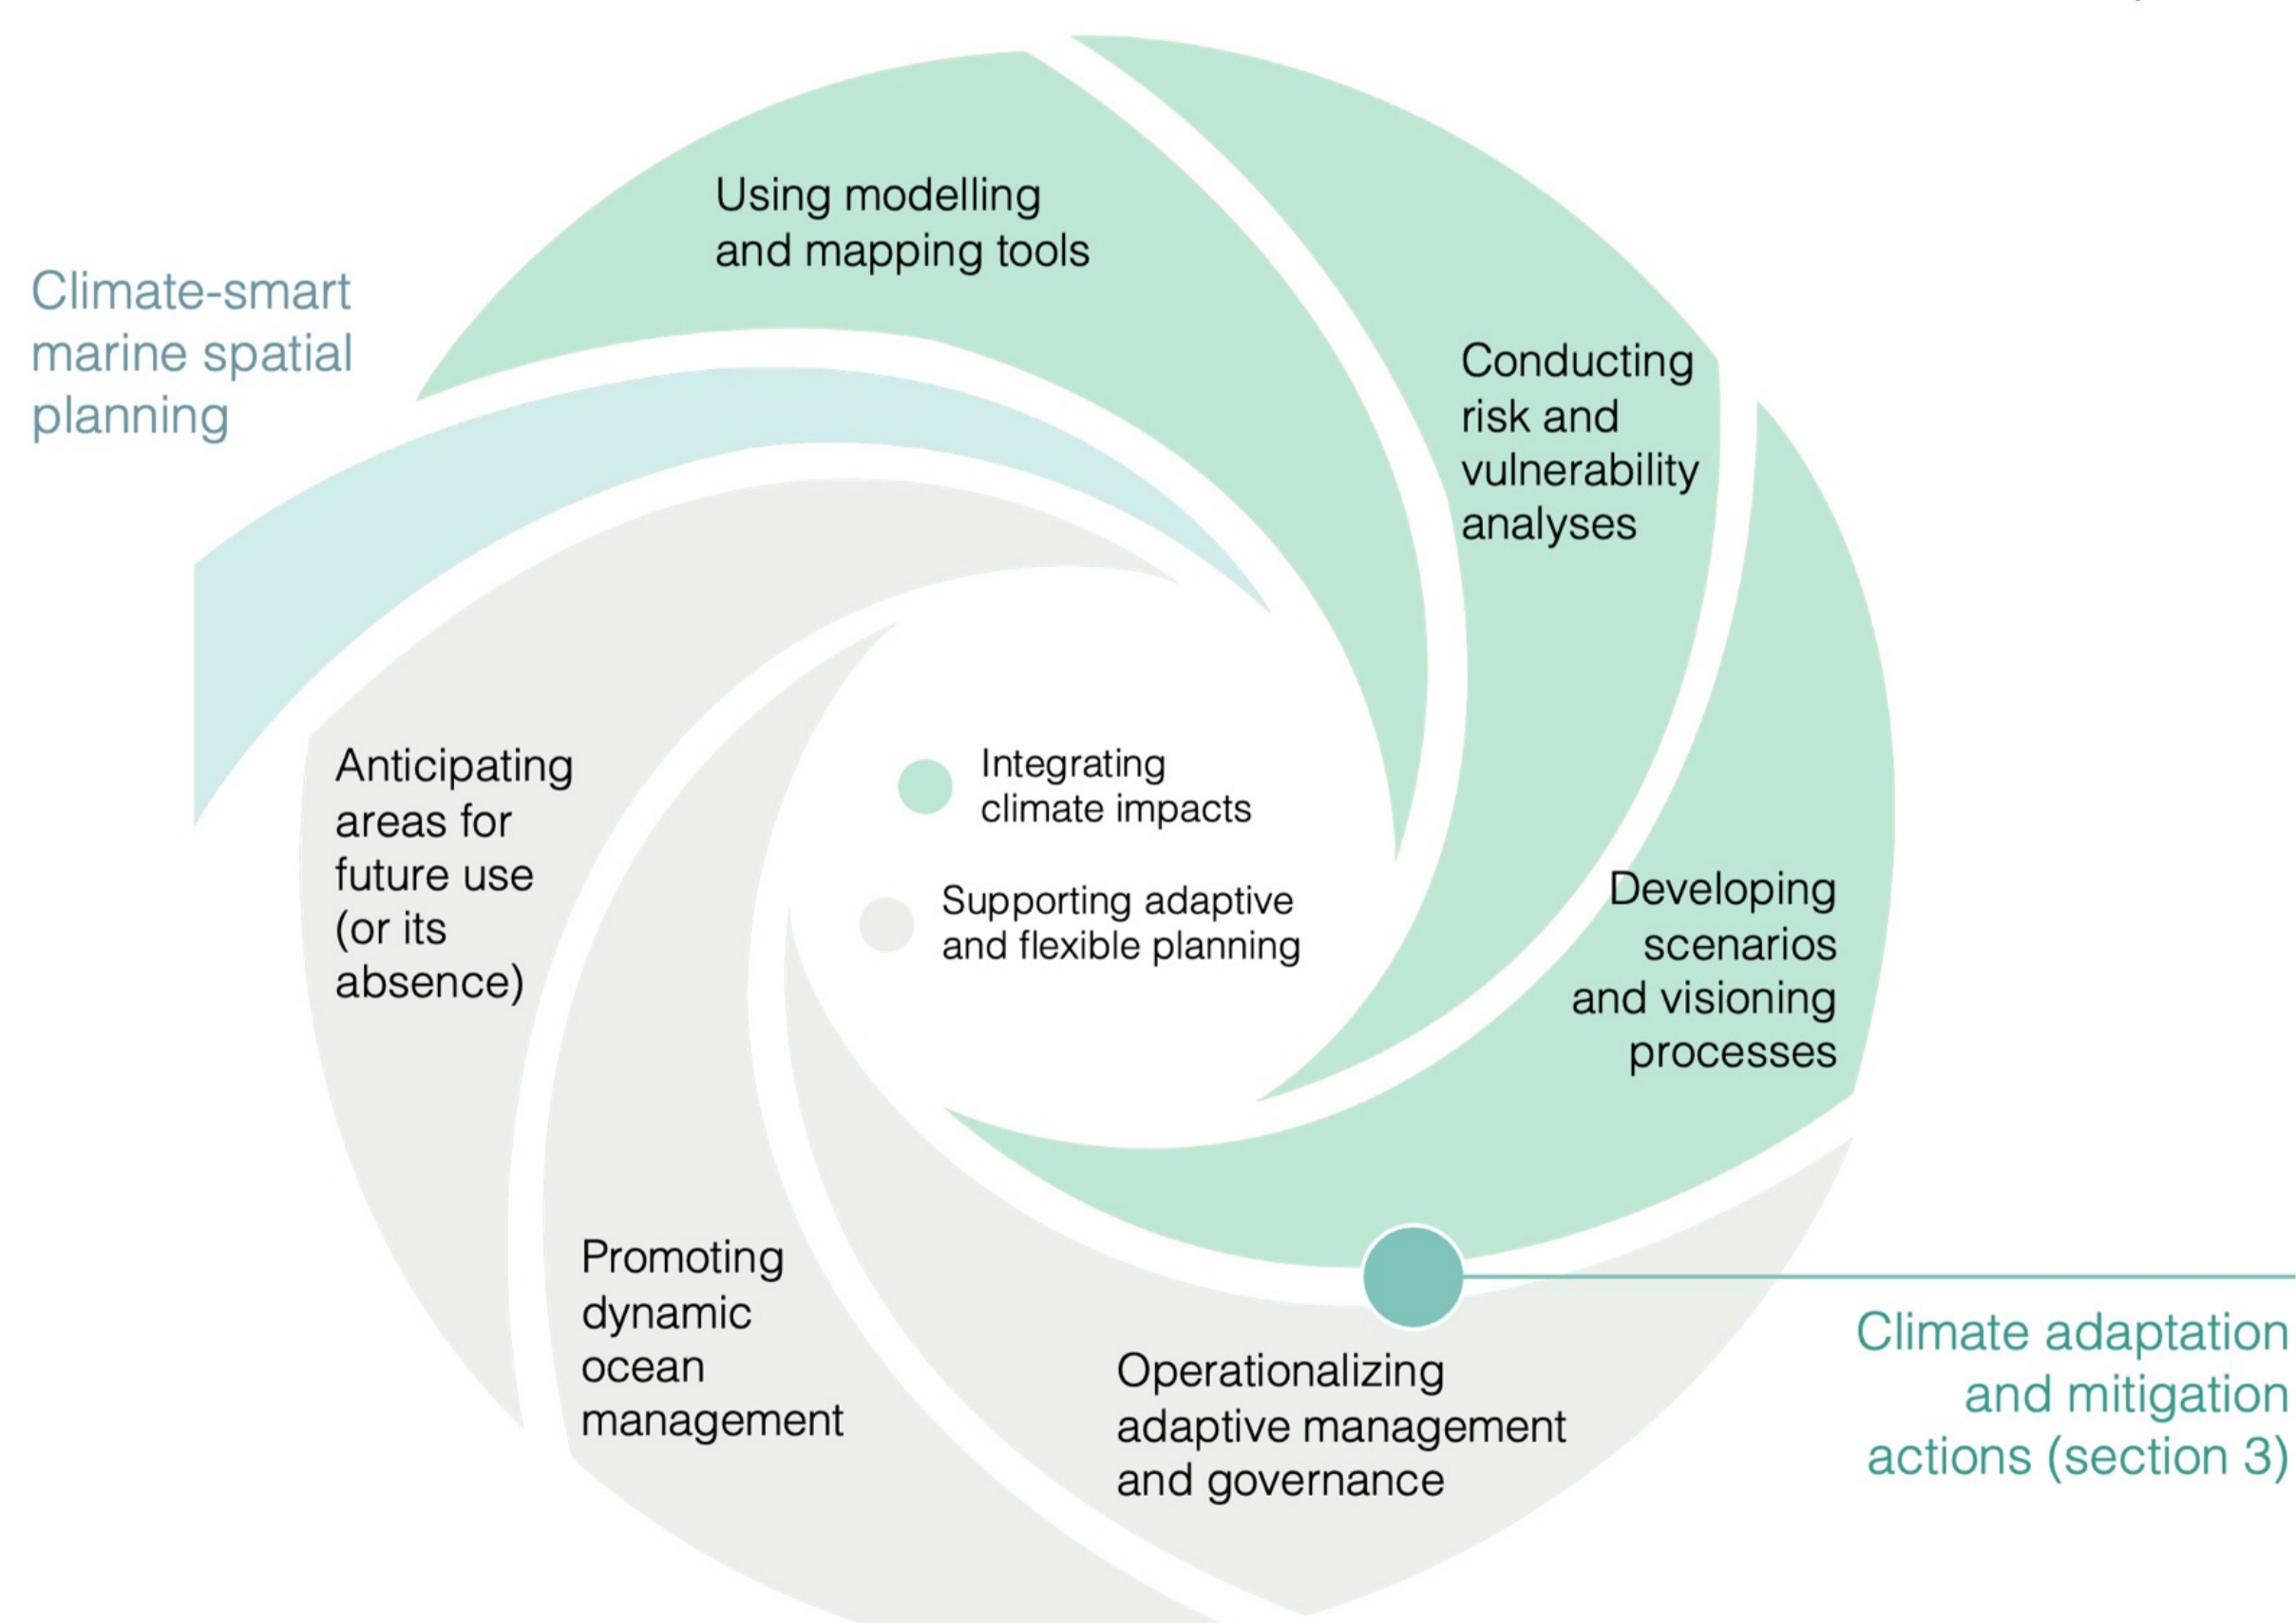 Climate-smart
marine spatial
planning
Using modelling
and mapping tools
Conducting
risk and
vulnerability
analyses
Developing
scenarios
and visioning
processes
Climate adaptation
and mitigation
actions (section 3)
Operationalizing
adaptive management
and governance
Promoting
dynamic
ocean
management
Anticipating
areas for
future use
(or its
absence)
Integrating
climate impacts
Supporting adaptive
and flexible planning